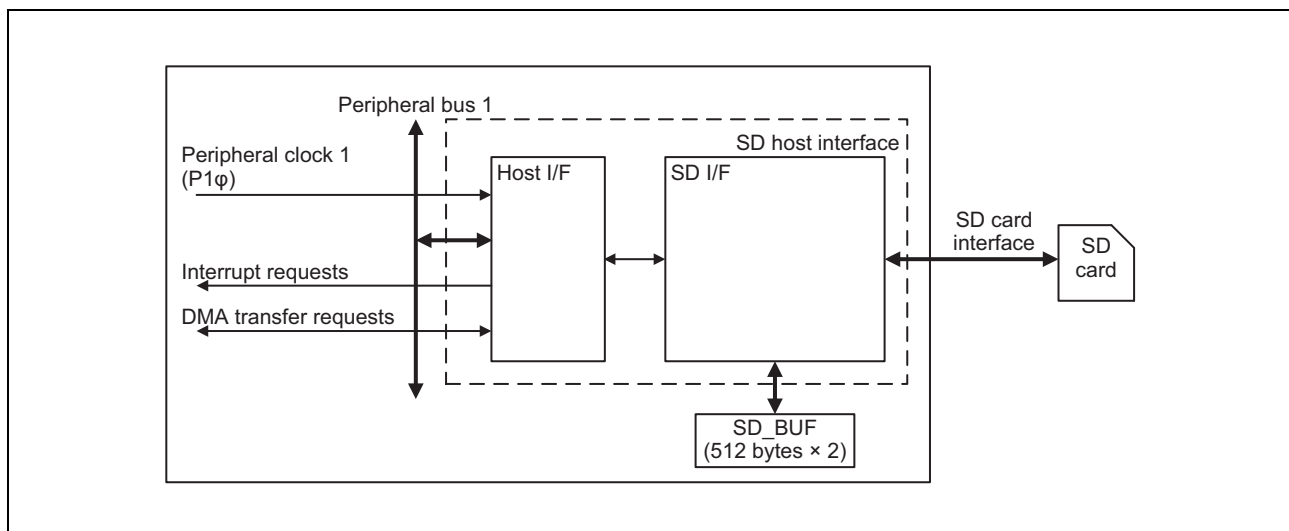 Peripheral bus 1
SD host interface
Peripheral clock 1
(P1φ)
Host I/F
SD I/F
SD card
interface
SD
card
Interrupt requests
DMA transfer requests
SD_BUF
(512 bytes × 2)